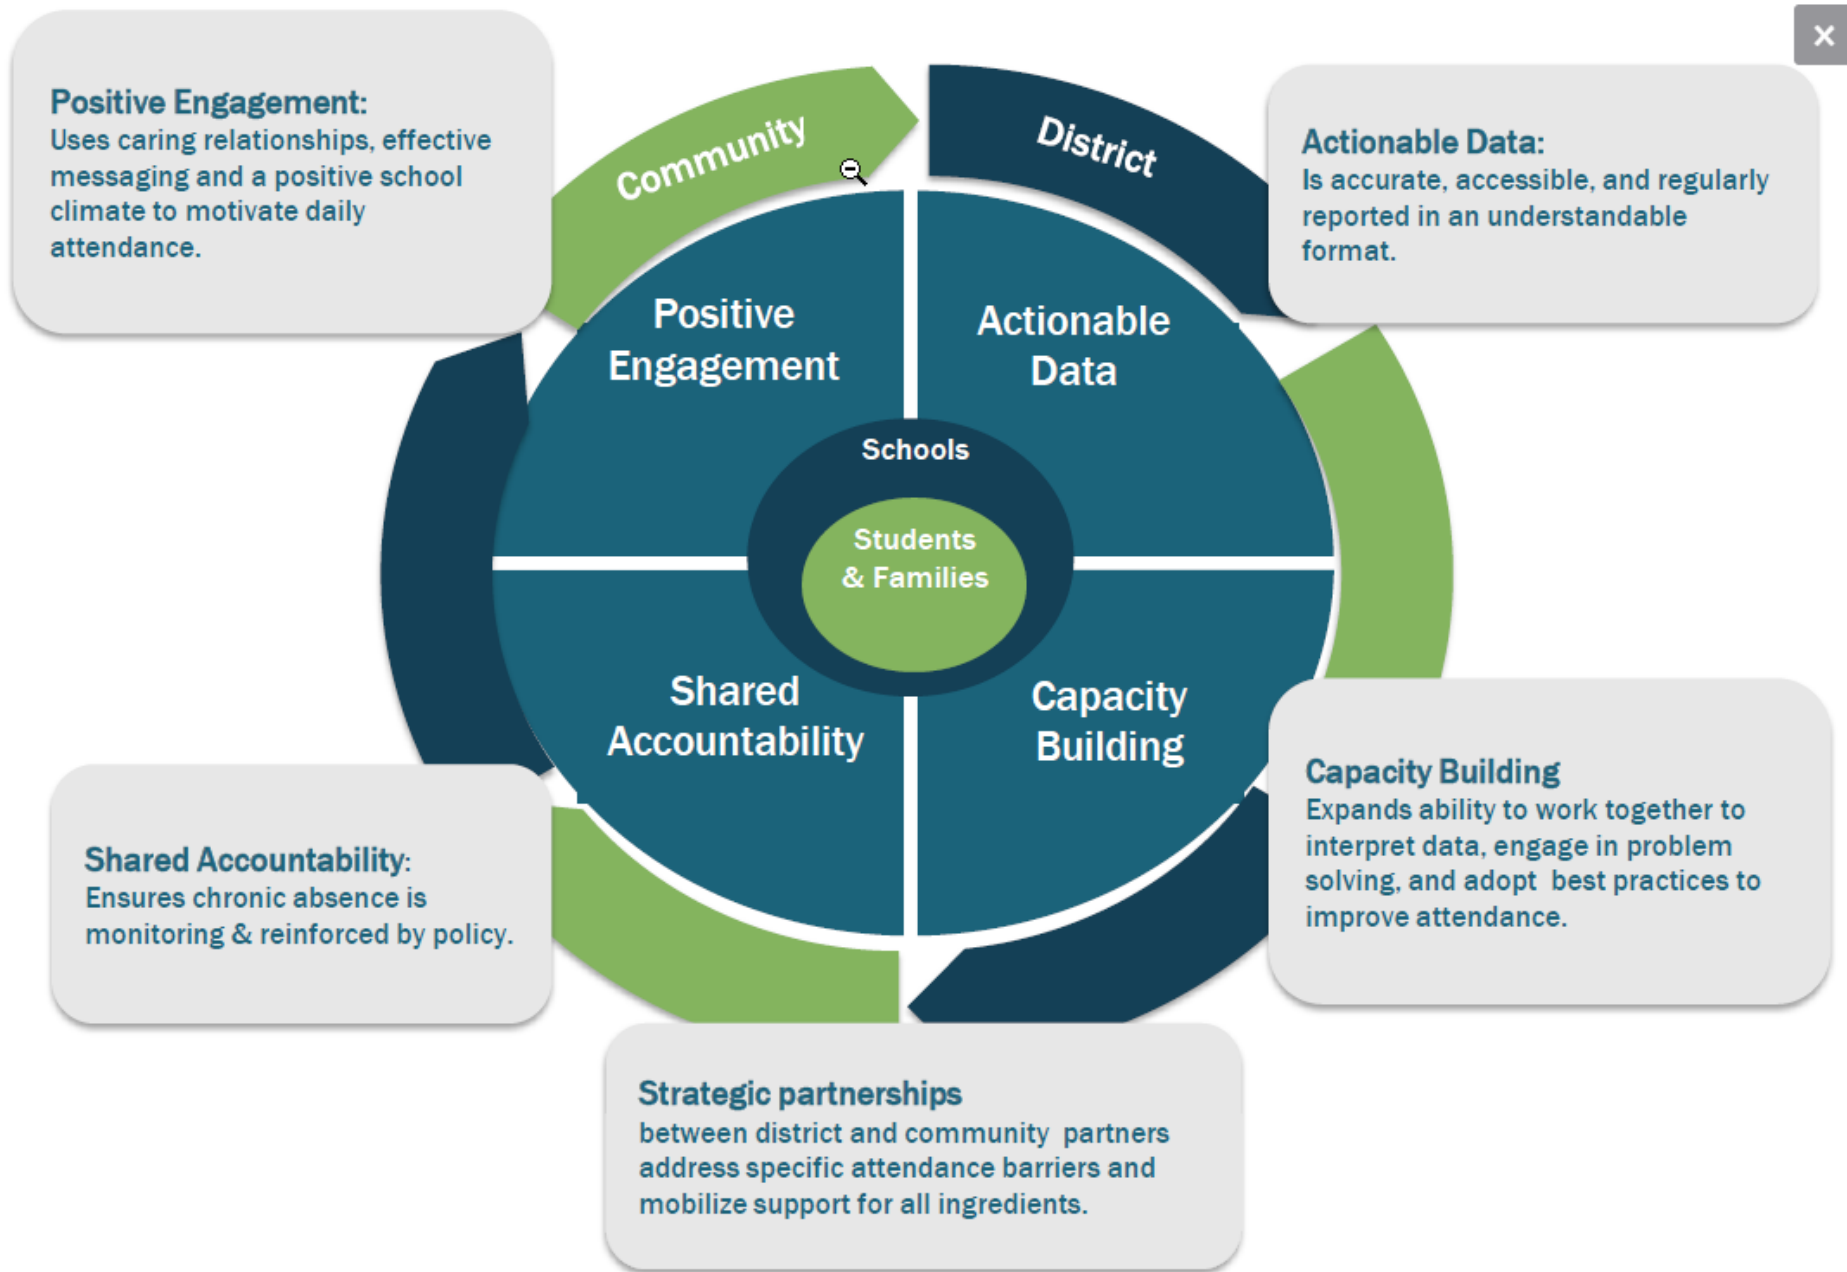 Positive Engagement:
Uses caring relationships, effective
messaging and a positive school
climate to motivate daily
attendance.
Community
District
Actionable Data:
Is accurate, accessible, and regularly
reported in an understandable
format.
Positive
Engagement
Actionable
Data
Schools
Students
& Families
Shared
Accountability
Capacity
Building
Shared Accountability:
Ensures chronic absence is
monitoring & reinforced by policy.
Capacity Building
Expands ability to work together to
interpret data, engage in problem
solving, and adopt  best practices to
improve attendance.
Strategic partnerships
between district and community  partners
address specific attendance barriers and
mobilize support for all ingredients.